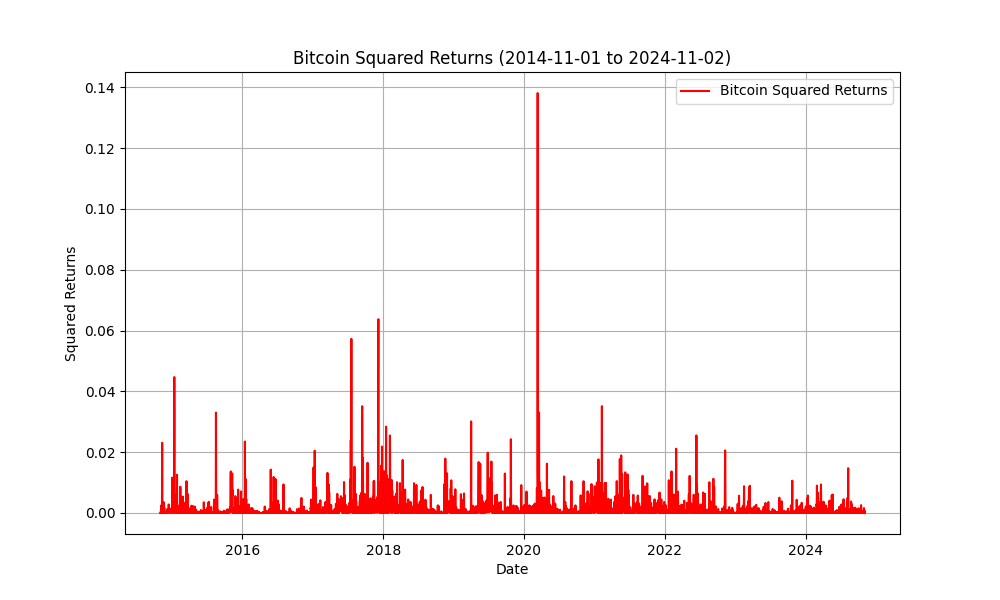 Bitcoin Squared Returns (2014-11-01 to 2024-11-02)
Bitcoin Squared Returns
Squared Returns
0.14
0.12
0.10
0.08
0.06
0.04
0.02
0.00
2016 2018 2020 2022 2024
Date